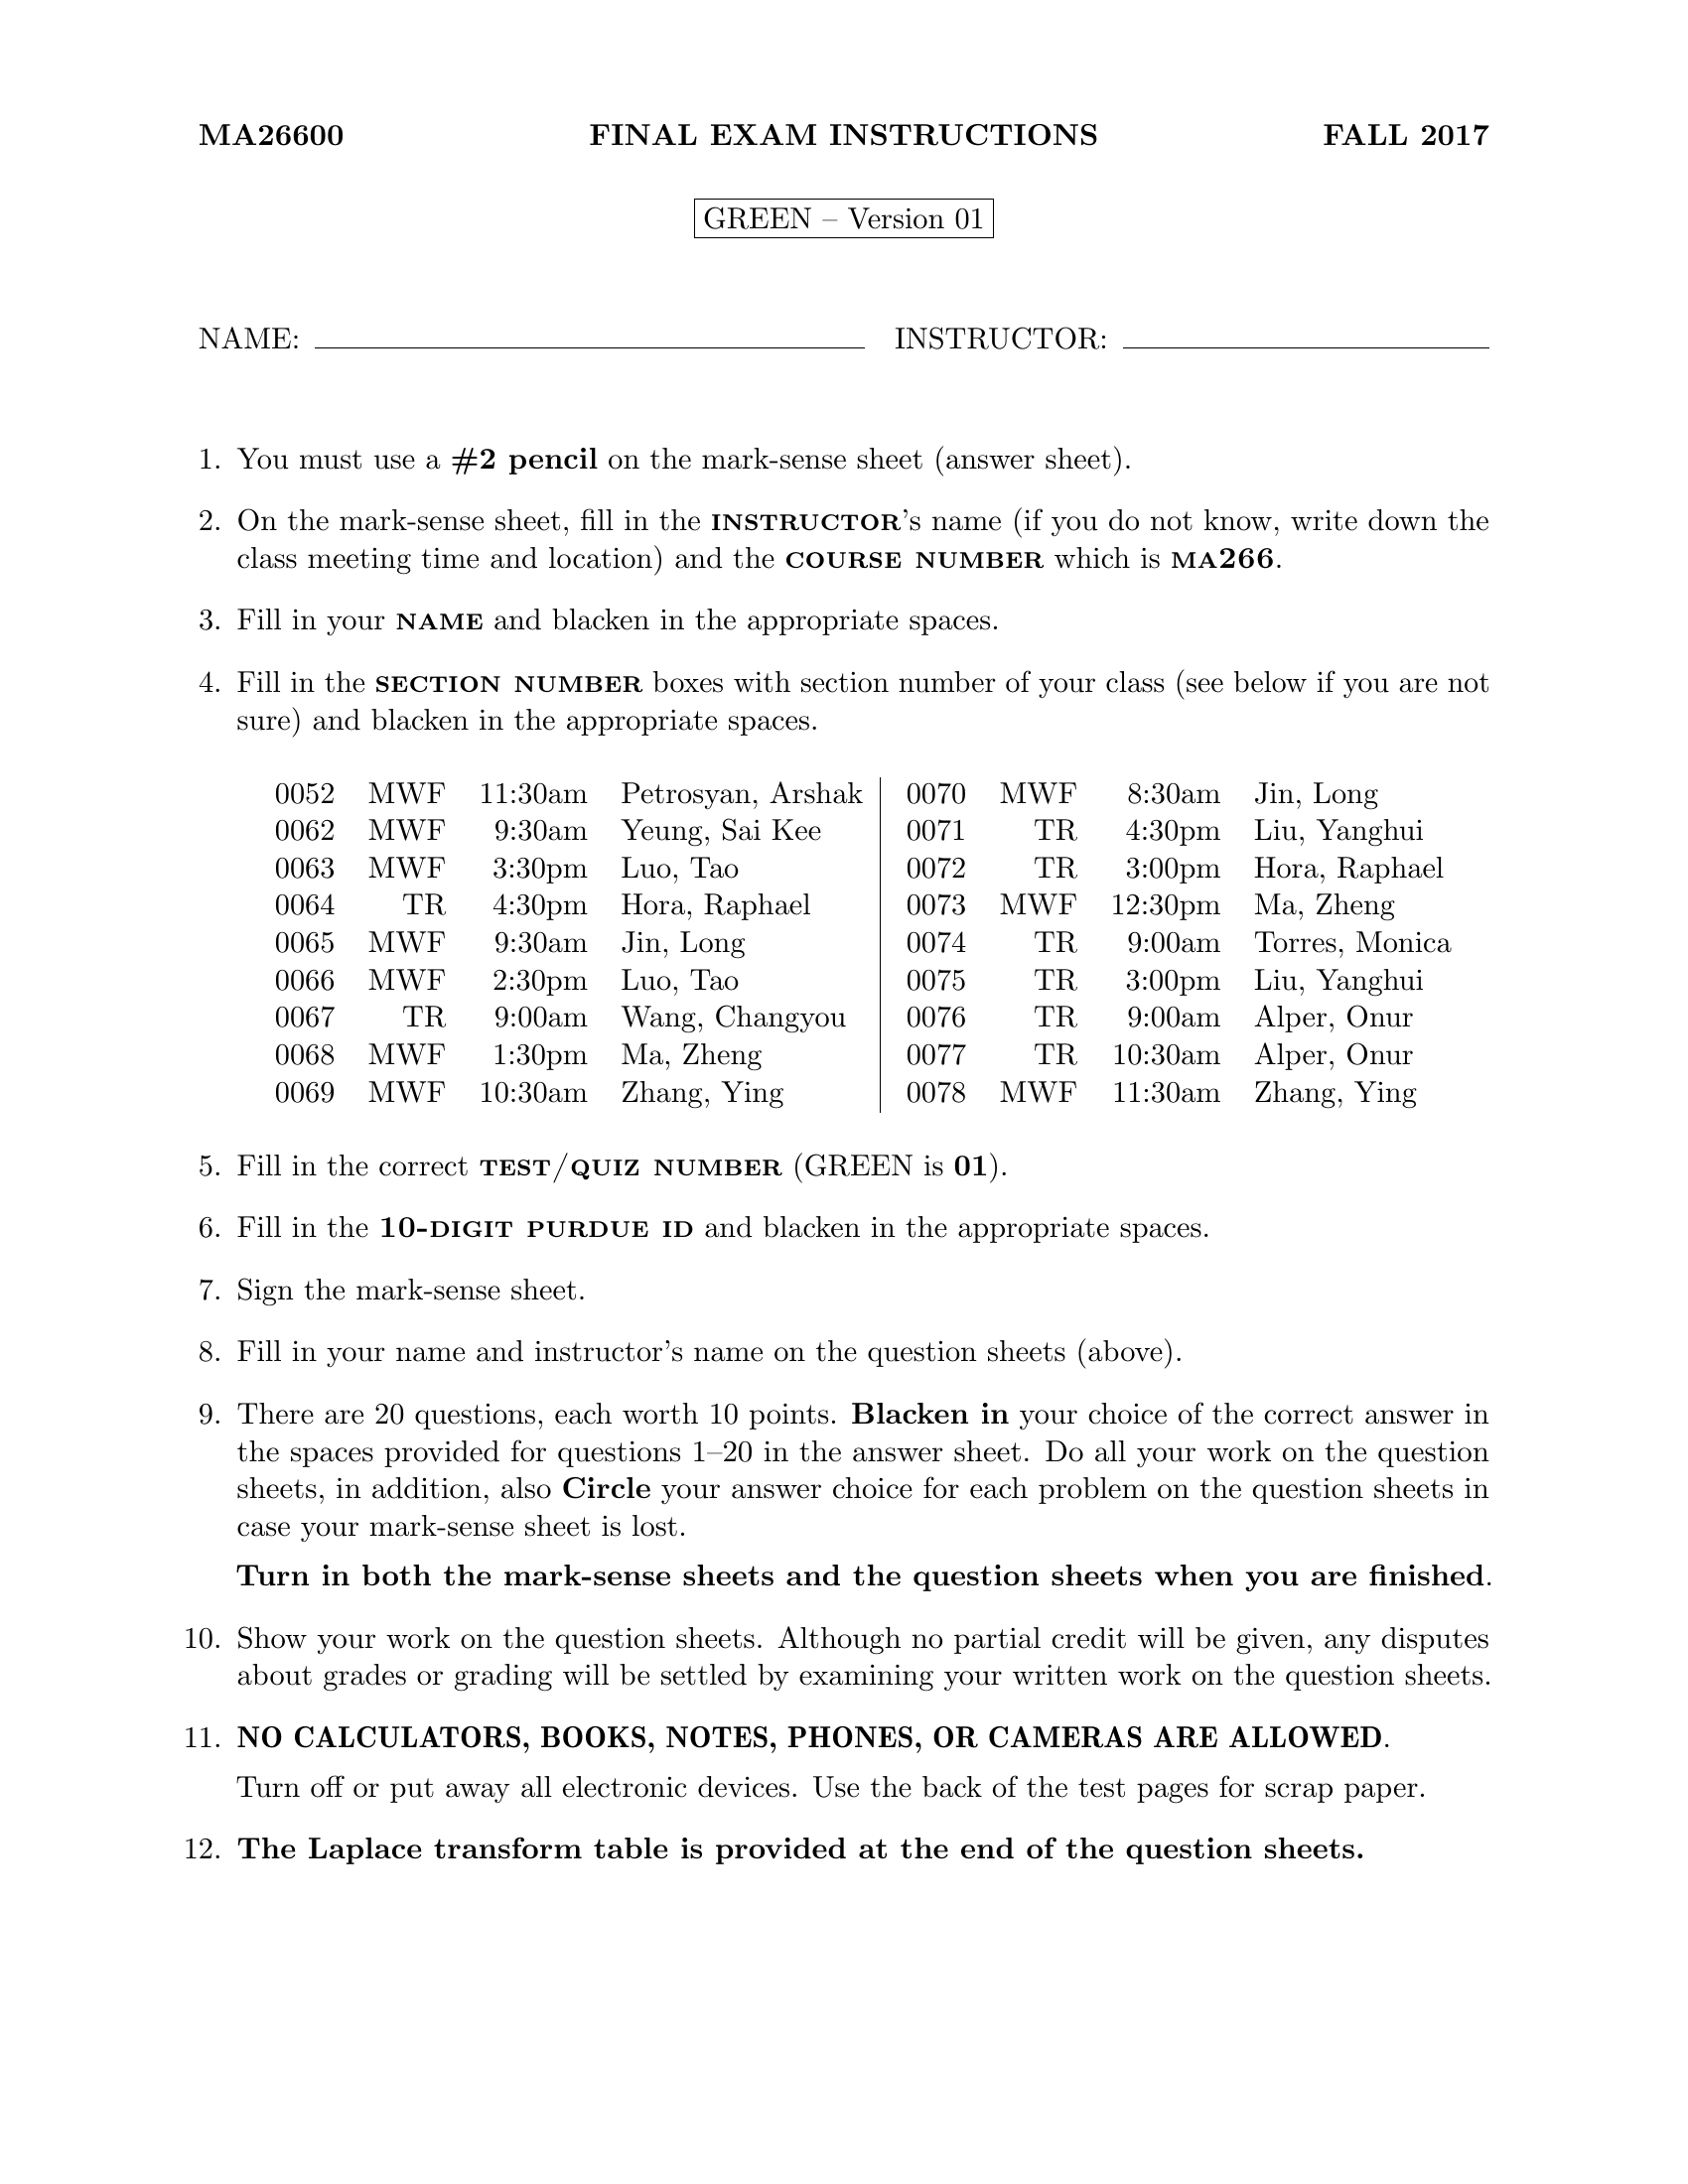 MA26600 FINAL EXAM INSTRUCTIONS FALL 2017
GREEN – Version 01
NAME: INSTRUCTOR:
1. You must use a #2 pencil on the mark-sense sheet (answer sheet).
2. On the mark-sense sheet, fill in the INSTRUCTOR's name (if you do not know, write down the
class meeting time and location) and the COURSE NUMBER which is MA266.
3. Fill in your NAME and blacken in the appropriate spaces.
4. Fill in the SECTION NUMBER boxes with section number of your class (see below if you are not
sure) and blacken in the appropriate spaces.
0052 MWF 11:30am Petrosyan, Arshak 0070 MWF 8:30am Jin, Long
0062 MWF 9:30am Yeung, Sai Kee 0071 TR 4:30pm Liu, Yanghui
0063 MWF 3:30pm Luo, Tao 0072 TR 3:00pm Hora, Raphael
0064 TR 4:30pm Hora, Raphael 0073 MWF 12:30pm Ma, Zheng
0065 MWF 9:30am Jin, Long 0074 TR 9:00am Torres, Monica
0066 MWF 2:30pm Luo, Tao 0075 TR 3:00pm Liu, Yanghui
0067 TR 9:00am Wang, Changyou 0076 TR 9:00am Alper, Onur
0068 MWF 1:30pm Ma, Zheng 0077 TR 10:30am Alper, Onur
0069 MWF 10:30am Zhang, Ying 0078 MWF 11:30am Zhang, Ying
5. Fill in the correct TEST/QUIZ NUMBER (GREEN is 01).
6. Fill in the 10-DIGIT PURDUE ID and blacken in the appropriate spaces.
7. Sign the mark-sense sheet.
8. Fill in your name and instructor's name on the question sheets (above).
9. There are 20 questions, each worth 10 points. Blacken in your choice of the correct answer in
the spaces provided for questions 1–20 in the answer sheet. Do all your work on the question
sheets, in addition, also Circle your answer choice for each problem on the question sheets in
case your mark-sense sheet is lost.
Turn in both the mark-sense sheets and the question sheets when you are finished.
10. Show your work on the question sheets. Although no partial credit will be given, any disputes
about grades or grading will be settled by examining your written work on the question sheets.
11. NO CALCULATORS, BOOKS, NOTES, PHONES, OR CAMERAS ARE ALLOWED.
Turn off or put away all electronic devices. Use the back of the test pages for scrap paper.
12. The Laplace transform table is provided at the end of the question sheets.